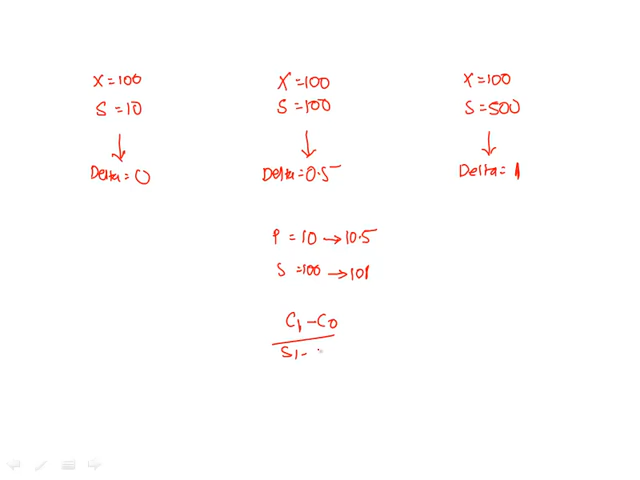 X=100
S=10
Delta=0
X=100
S=100
Delta=0.5
X=100
S=500
Delta=1
P=10→10.5
S=100→101
C1-C0
S1-